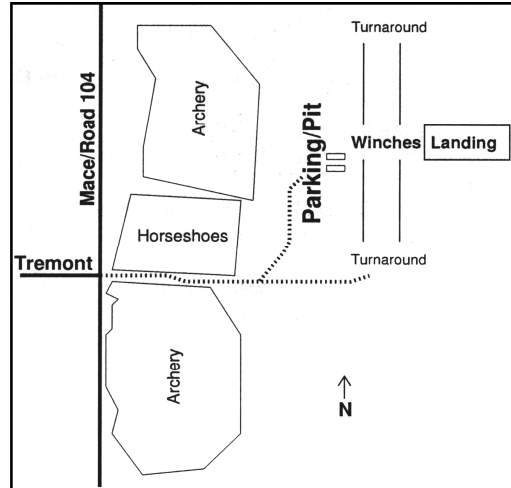 Turnaround
Mace/Road 104
Archery
Parking/Pit
Winches
Landing
Horseshoes
Tremont
Turnaround
Archery
N